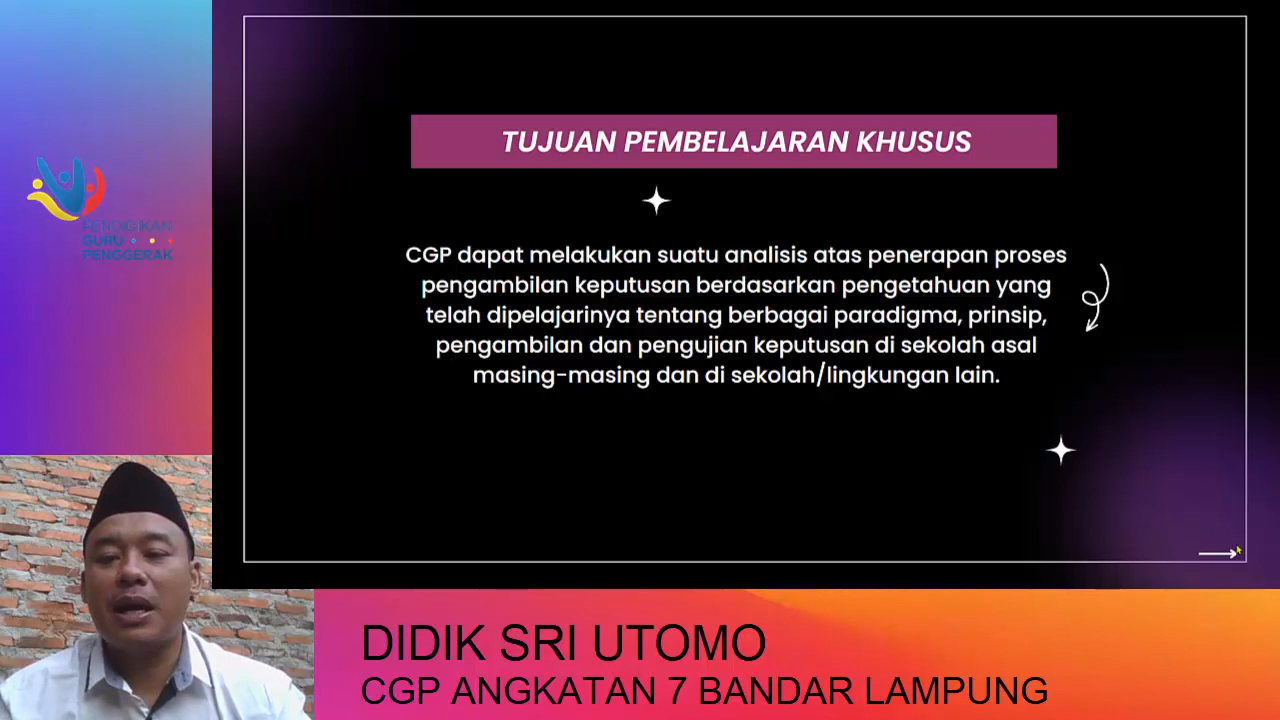 PENDIDIKAN
GURU
PENGGERAK
TUJUAN PEMBELAJARAN KHUSUS
CGP dapat melakukan suatu analisis atas penerapan proses
pengambilan keputusan berdasarkan pengetahuan yang
telah dipelajarinya tentang berbagai paradigma, prinsip,
pengambilan dan pengujian keputusan di sekolah asal
masing-masing dan di sekolah/lingkungan lain.
DIDIK SRI UTOMO
CGP ANGKATAN 7 BANDAR LAMPUNG